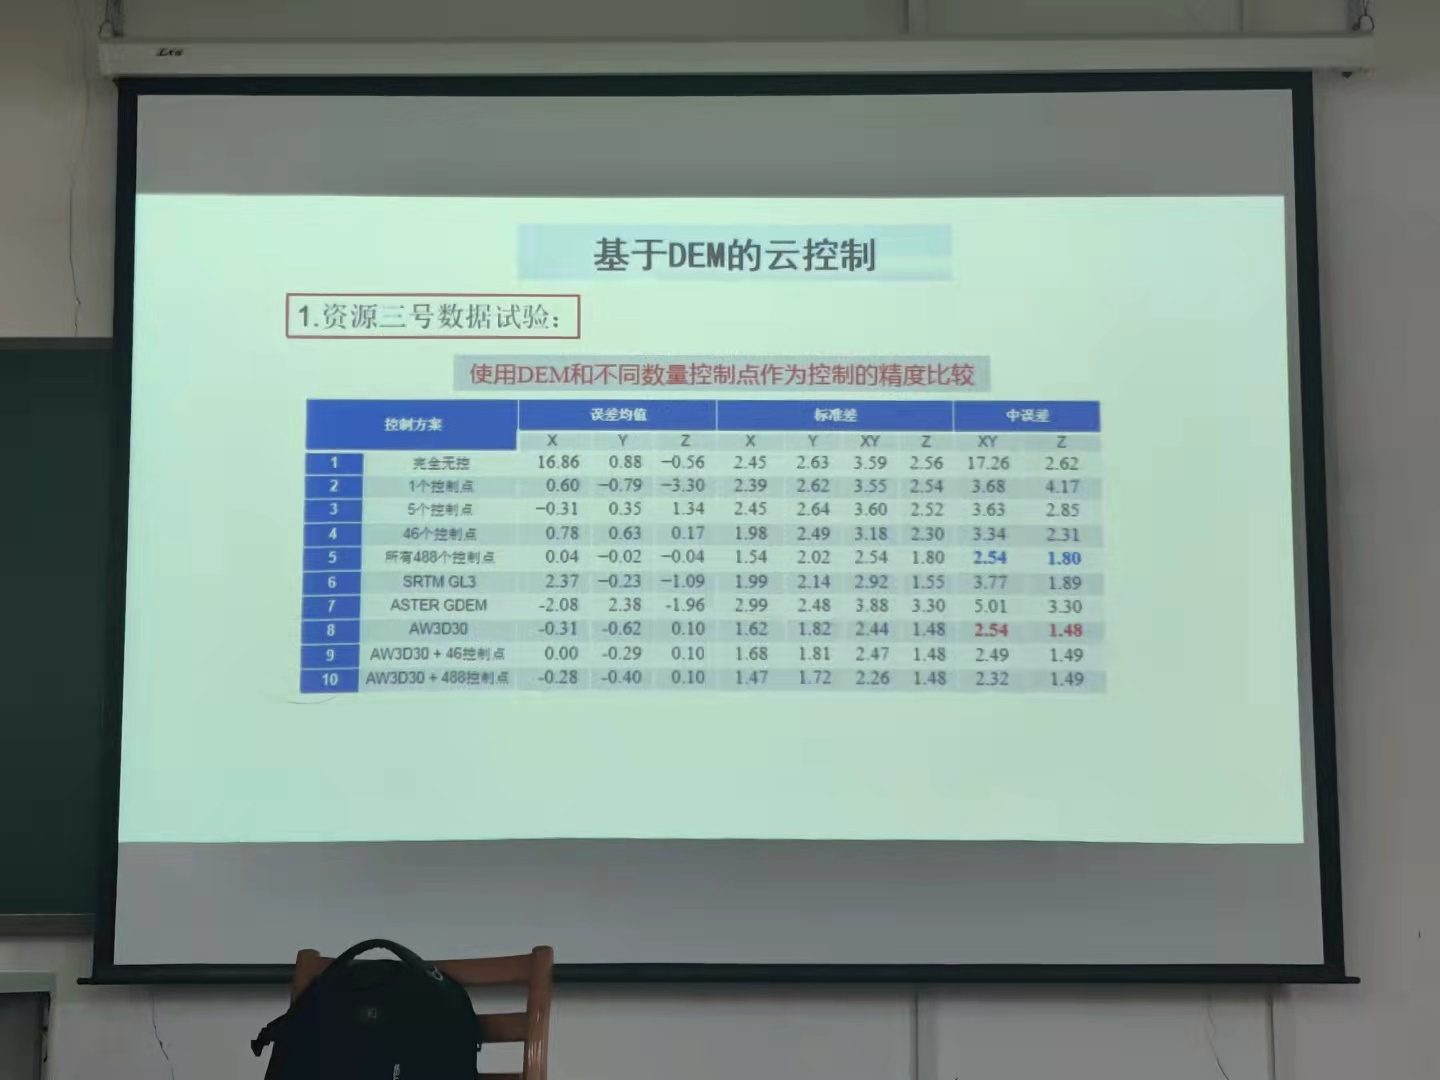 基于DEM的云控制
1.资源三号数据试验：
使用DEM和不同数量控制点作为控制的精度比较
控制方案 误差均值 标准差 中误差
X Y Z X Y XY Z XY Z
1 完全无控 16.86 0.88 −0.56 2.45 2.63 3.59 2.56 17.26 2.62
2 1个控制点 0.60 −0.79 −3.30 2.39 2.62 3.55 2.54 3.68 4.17
3 5个控制点 −0.31 0.35 1.34 2.45 2.64 3.60 2.52 3.63 2.85
4 46个控制点 0.78 0.63 0.17 1.98 2.49 3.18 2.30 3.34 2.31
5 所有488个控制点 0.04 −0.02 −0.04 1.54 2.02 2.54 1.80 2.54 1.80
6 SRTM GL3 2.37 −0.23 −1.09 1.99 2.14 2.92 1.55 3.77 1.89
7 ASTER GDEM -2.08 2.38 -1.96 2.99 2.48 3.88 3.30 5.01 3.30
8 AW3D30 -0.31 -0.62 0.10 1.62 1.82 2.44 1.48 2.54 1.48
9 AW3D30 + 46控制点 0.00 -0.29 0.10 1.68 1.81 2.47 1.48 2.49 1.49
10 AW3D30 + 488控制点 -0.28 -0.40 0.10 1.47 1.72 2.26 1.48 2.32 1.49